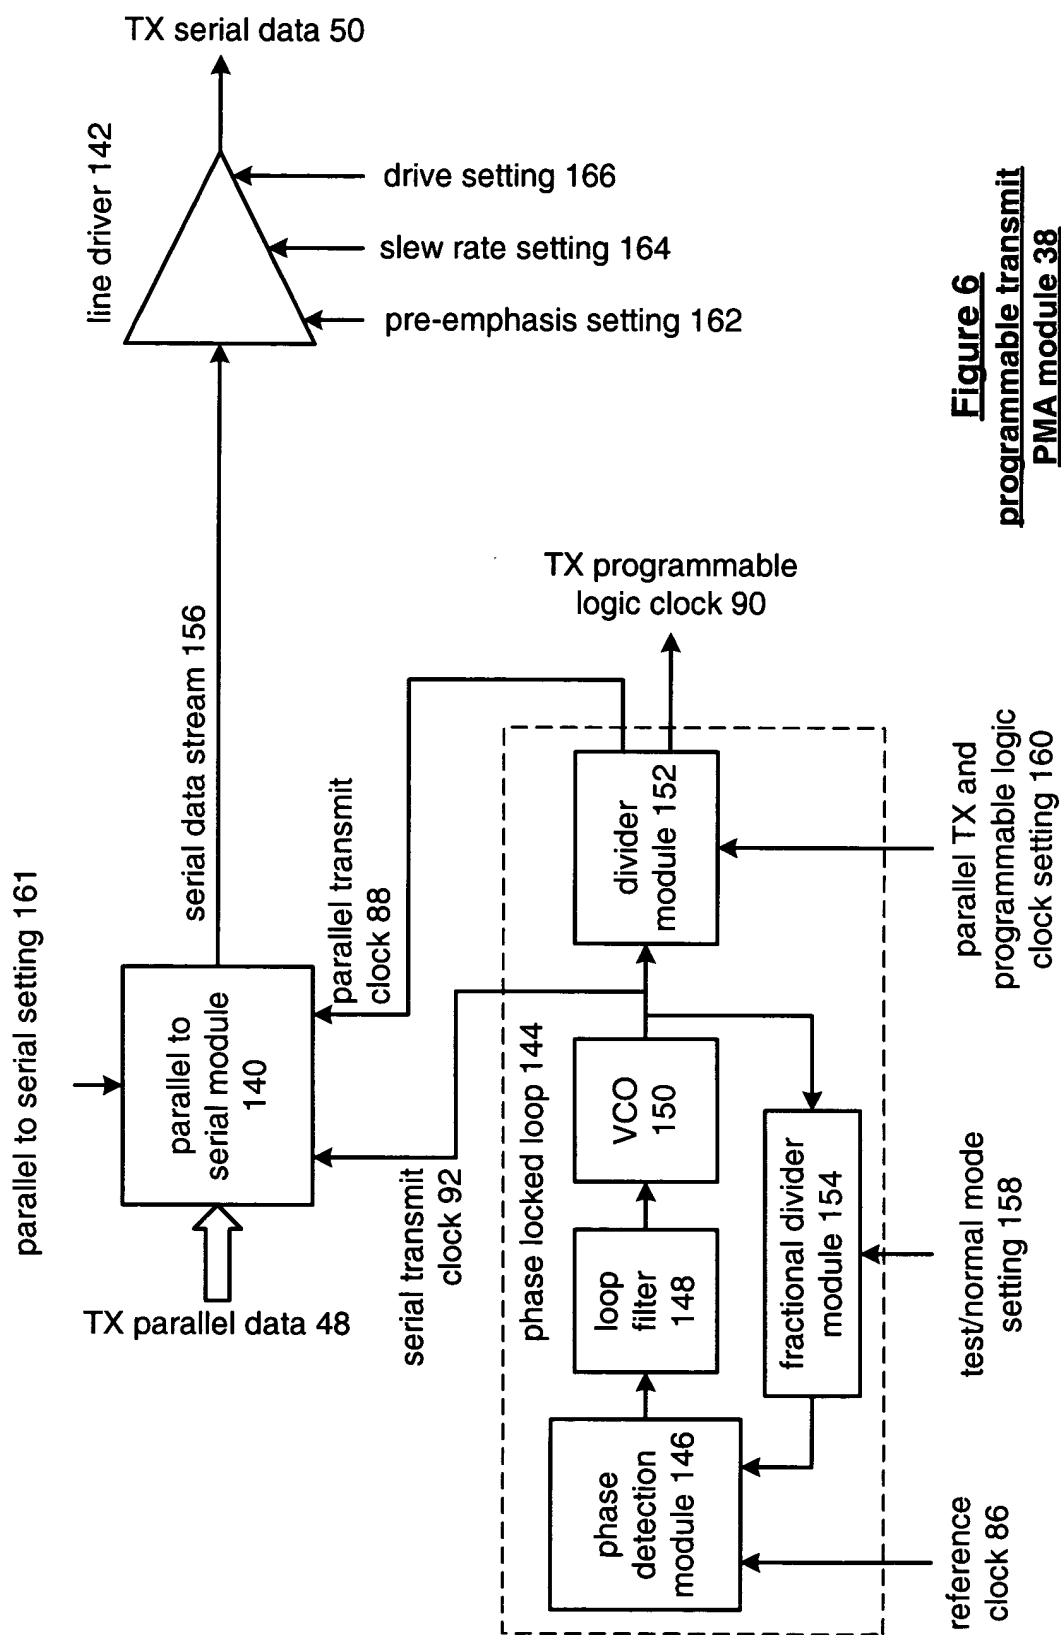 TX serial data 50
line driver 142
drive setting 166
slew rate setting 164
pre-emphasis setting 162
parallel to serial setting 161
serial data stream 156
parallel to
serial module
140
TX parallel data 48
parallel transmit
clock 88
serial transmit
clock 92
TX programmable
logic clock 90
phase locked loop 144
phase
detection
module 146
loop
filter
148
VCO
150
divider
module 152
fractional divider
module 154
reference
clock 86
test/normal mode
setting 158
parallel TX and
programmable logic
clock setting 160
Figure 6
programmable transmit
PMA module 38